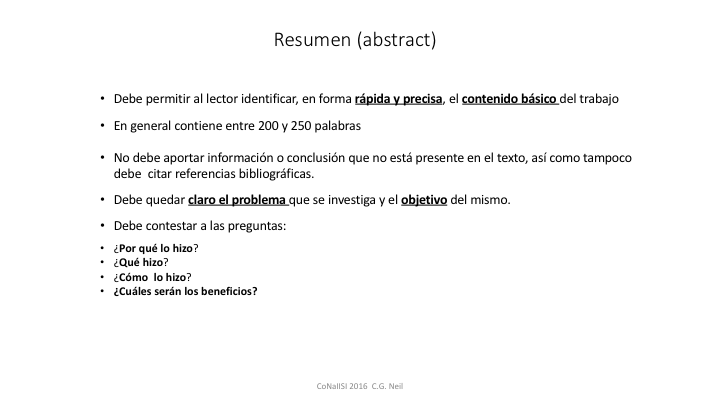 Resumen (abstract)
• Debe permitir al lector identificar, en forma rápida y precisa, el contenido básico del trabajo
• En general contiene entre 200 y 250 palabras
• No debe aportar información o conclusión que no está presente en el texto, así como tampoco
debe  citar referencias bibliográficas.
• Debe quedar claro el problema que se investiga y el objetivo del mismo.
• Debe contestar a las preguntas:
• ¿Por qué lo hizo?
• ¿Qué hizo?
• ¿Cómo  lo hizo?
• ¿Cuáles serán los beneficios?
CoNaIISI 2016  C.G. Neil